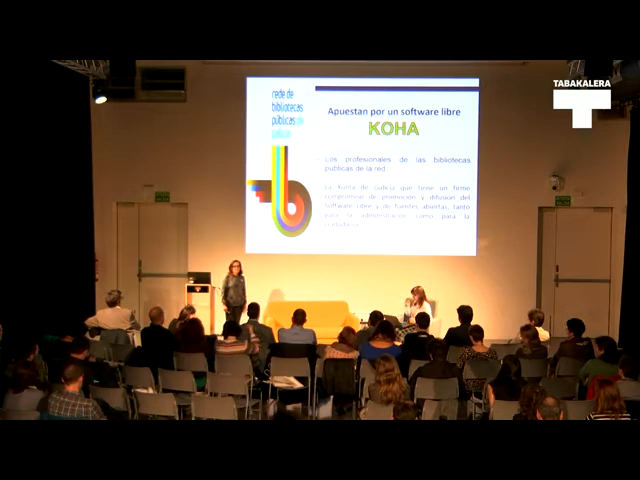 TABAKALERA
rede de
bibliotecas
públicas de
galicia
Apuestan por un software libre
KOHA
Los profesionales de las bibliotecas
públicas de la red
La Xunta de Galicia que tiene un firme
compromiso de promoción y difusión del
Software libre y de fuentes abiertas, tanto
para la administración como para la
ciudadanía